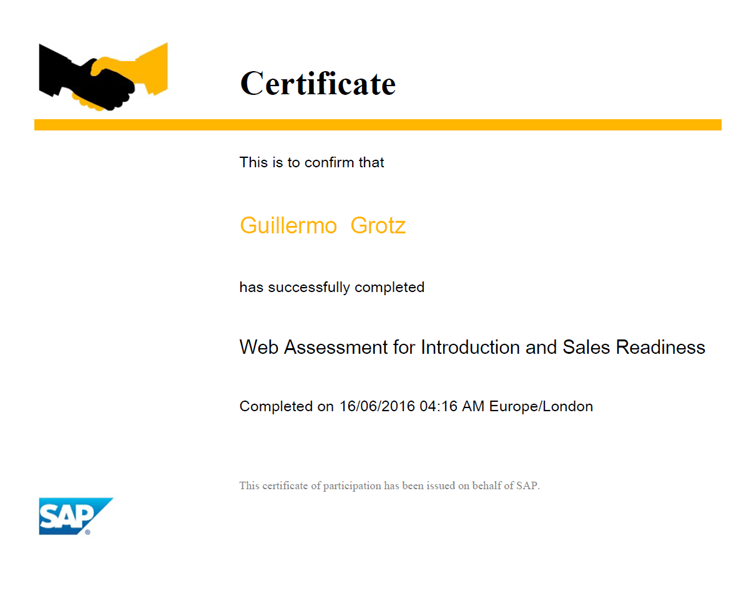 Certificate
This is to confirm that
Guillermo Grotz
has successfully completed
Web Assessment for Introduction and Sales Readiness
Completed on 16/06/2016 04:16 AM Europe/London
This certificate of participation has been issued on behalf of SAP.
SAP®